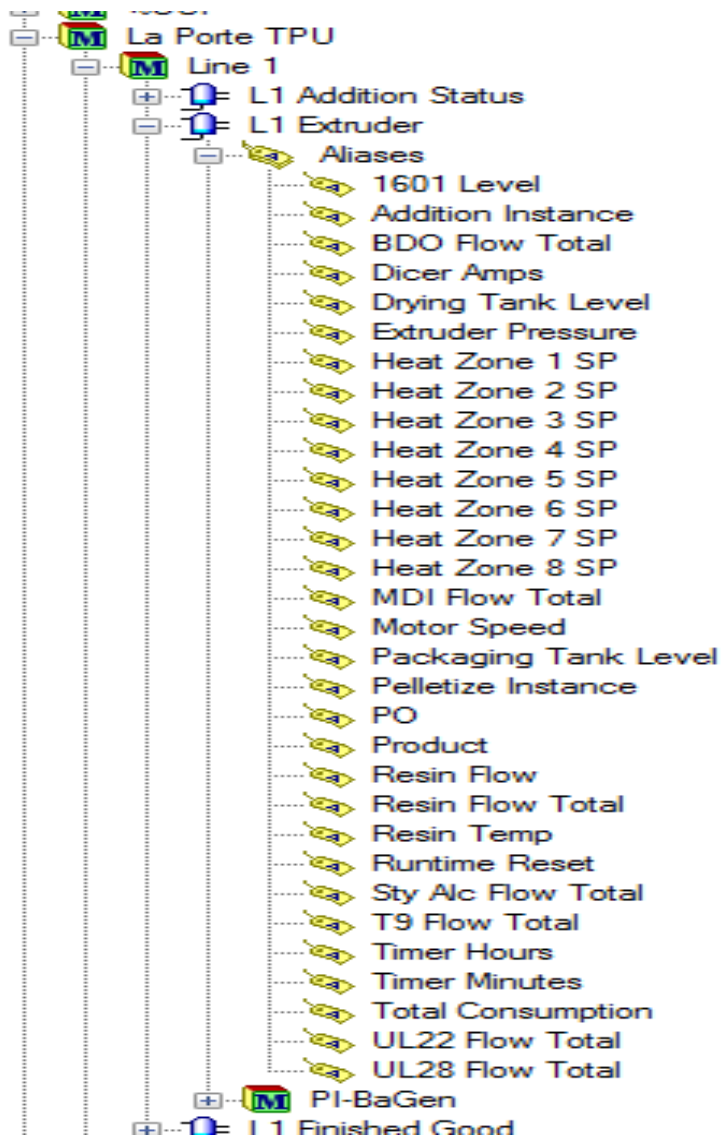 La Porte TPU
Line 1
L1 Addition Status
L1 Extruder
Aliases
1601 Level
Addition Instance
BDO Flow Total
Dicer Amps
Drying Tank Level
Extruder Pressure
Heat Zone 1 SP
Heat Zone 2 SP
Heat Zone 3 SP
Heat Zone 4 SP
Heat Zone 5 SP
Heat Zone 6 SP
Heat Zone 7 SP
Heat Zone 8 SP
MDI Flow Total
Motor Speed
Packaging Tank Level
Pelletize Instance
PO
Product
Resin Flow
Resin Flow Total
Resin Temp
Runtime Reset
Sty Alc Flow Total
T9 Flow Total
Timer Hours
Timer Minutes
Total Consumption
UL22 Flow Total
UL28 Flow Total
PI-BaGen
L1 Finished Good